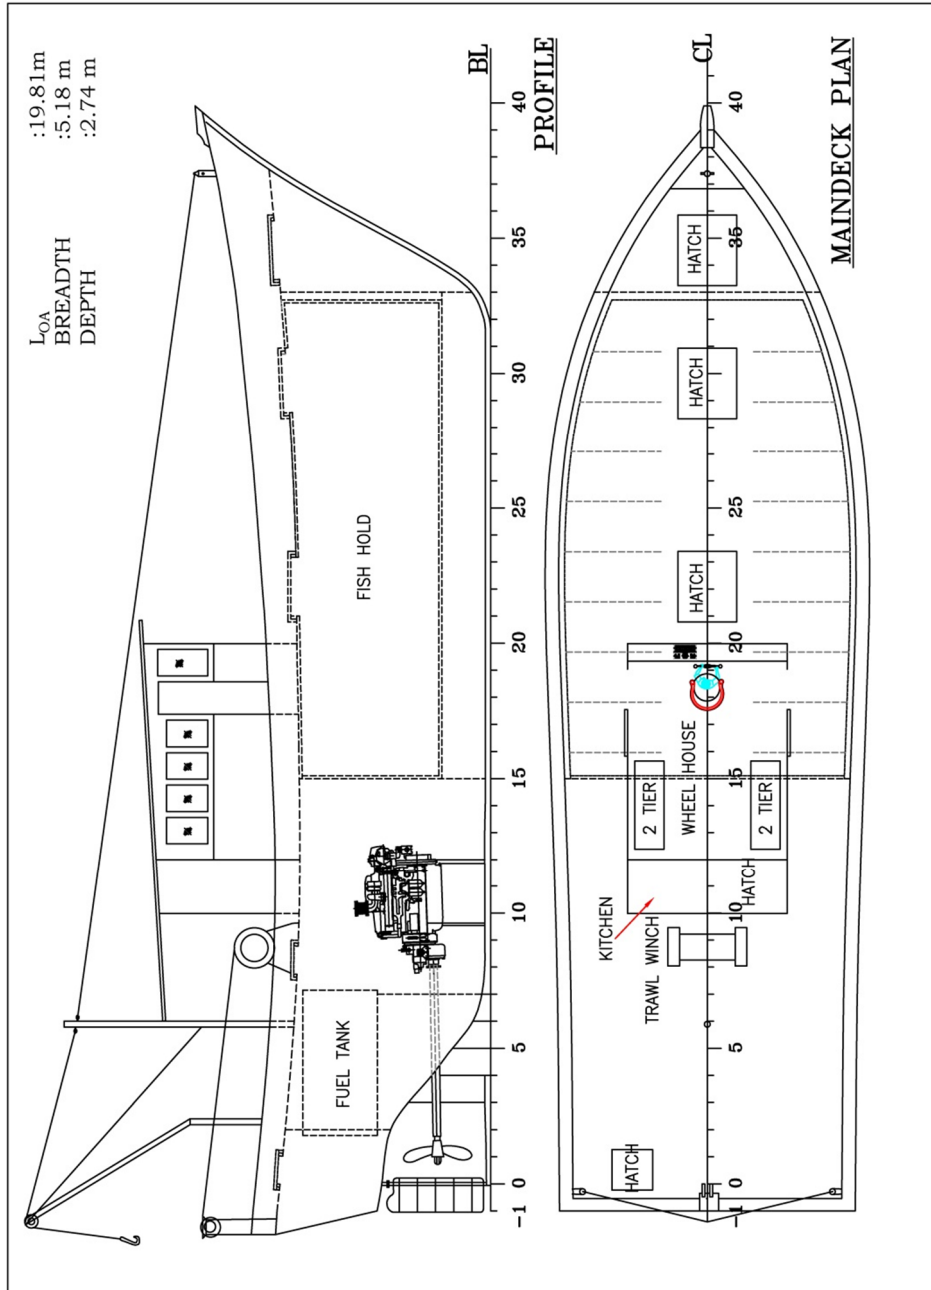 L_OA :19.81m
BREADTH :5.18 m
DEPTH :2.74 m
FUEL TANK
FISH HOLD
-1 0 5 10 15 20 25 30 35 40 BL
PROFILE
HATCH
TRAWL WINCH
KITCHEN
2 TIER
WHEEL HOUSE
HATCH
2 TIER
HATCH
HATCH
HATCH
-1 0 5 10 15 20 25 35 40 CL
MAINDECK PLAN